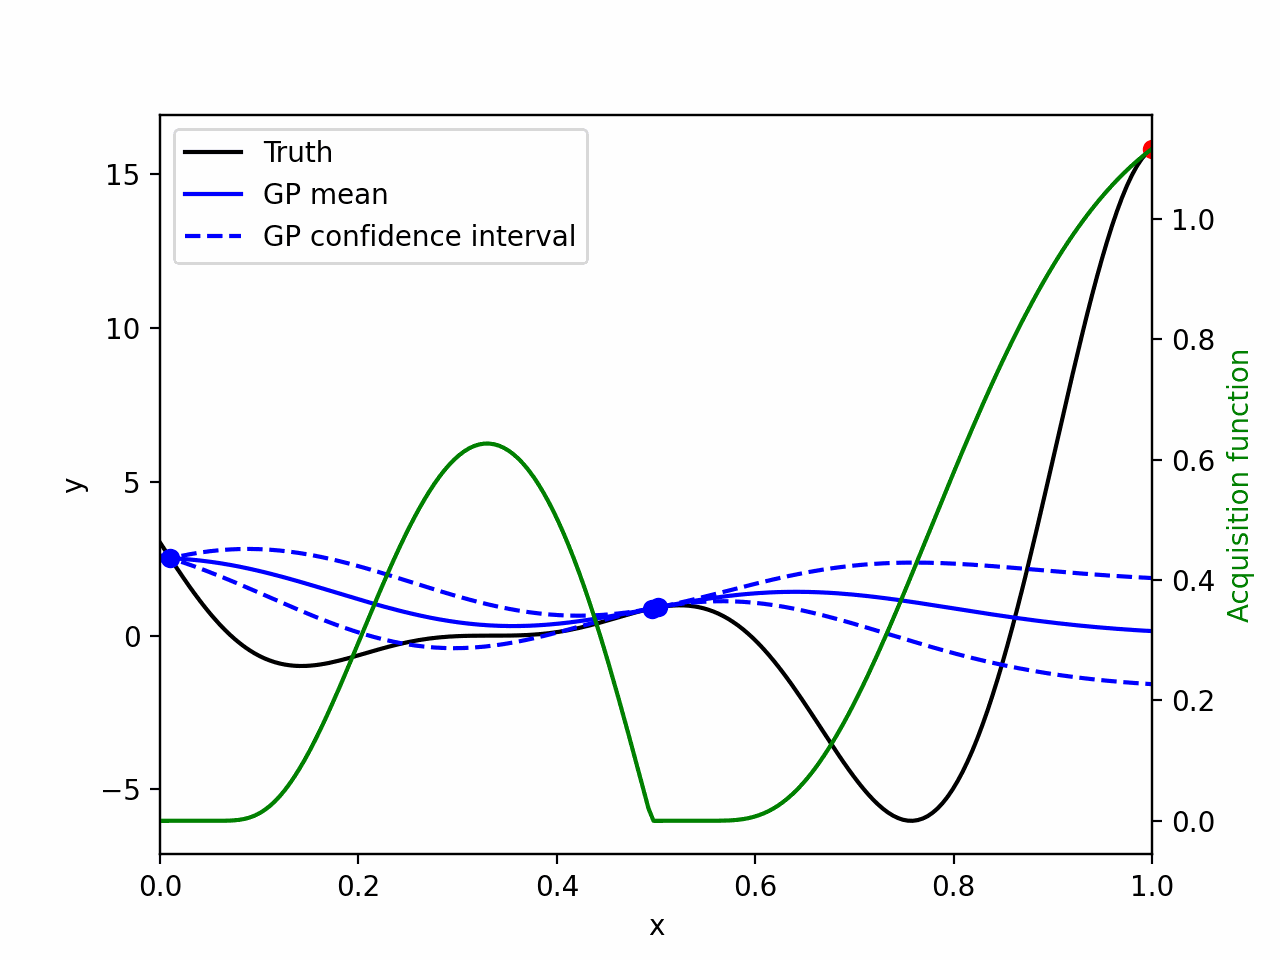 Truth
GP mean
GP confidence interval
15
10
5
0
−5
y
1.0
0.8
0.6
0.4
0.2
0.0
Acquisition function
0.0 0.2 0.4 0.6 0.8 1.0
x